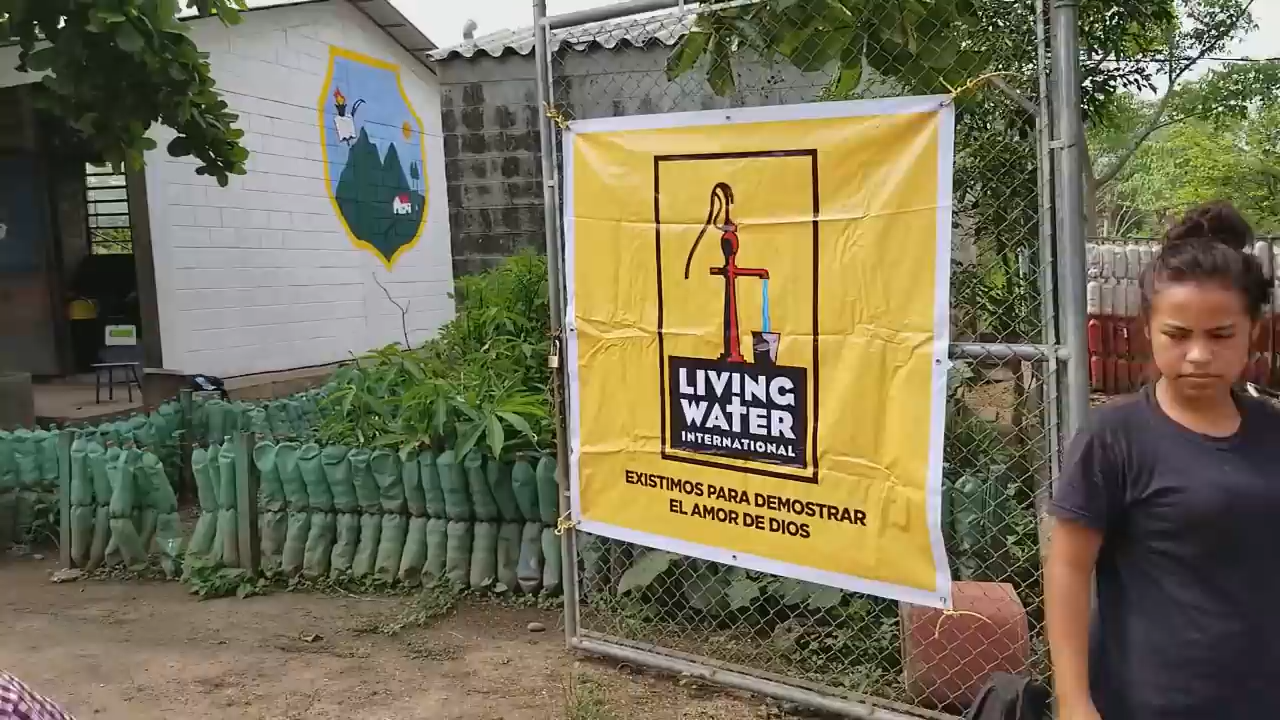 LIVING
WATER
INTERNATIONAL
EXISTIMOS PARA DEMOSTRAR
EL AMOR DE DIOS